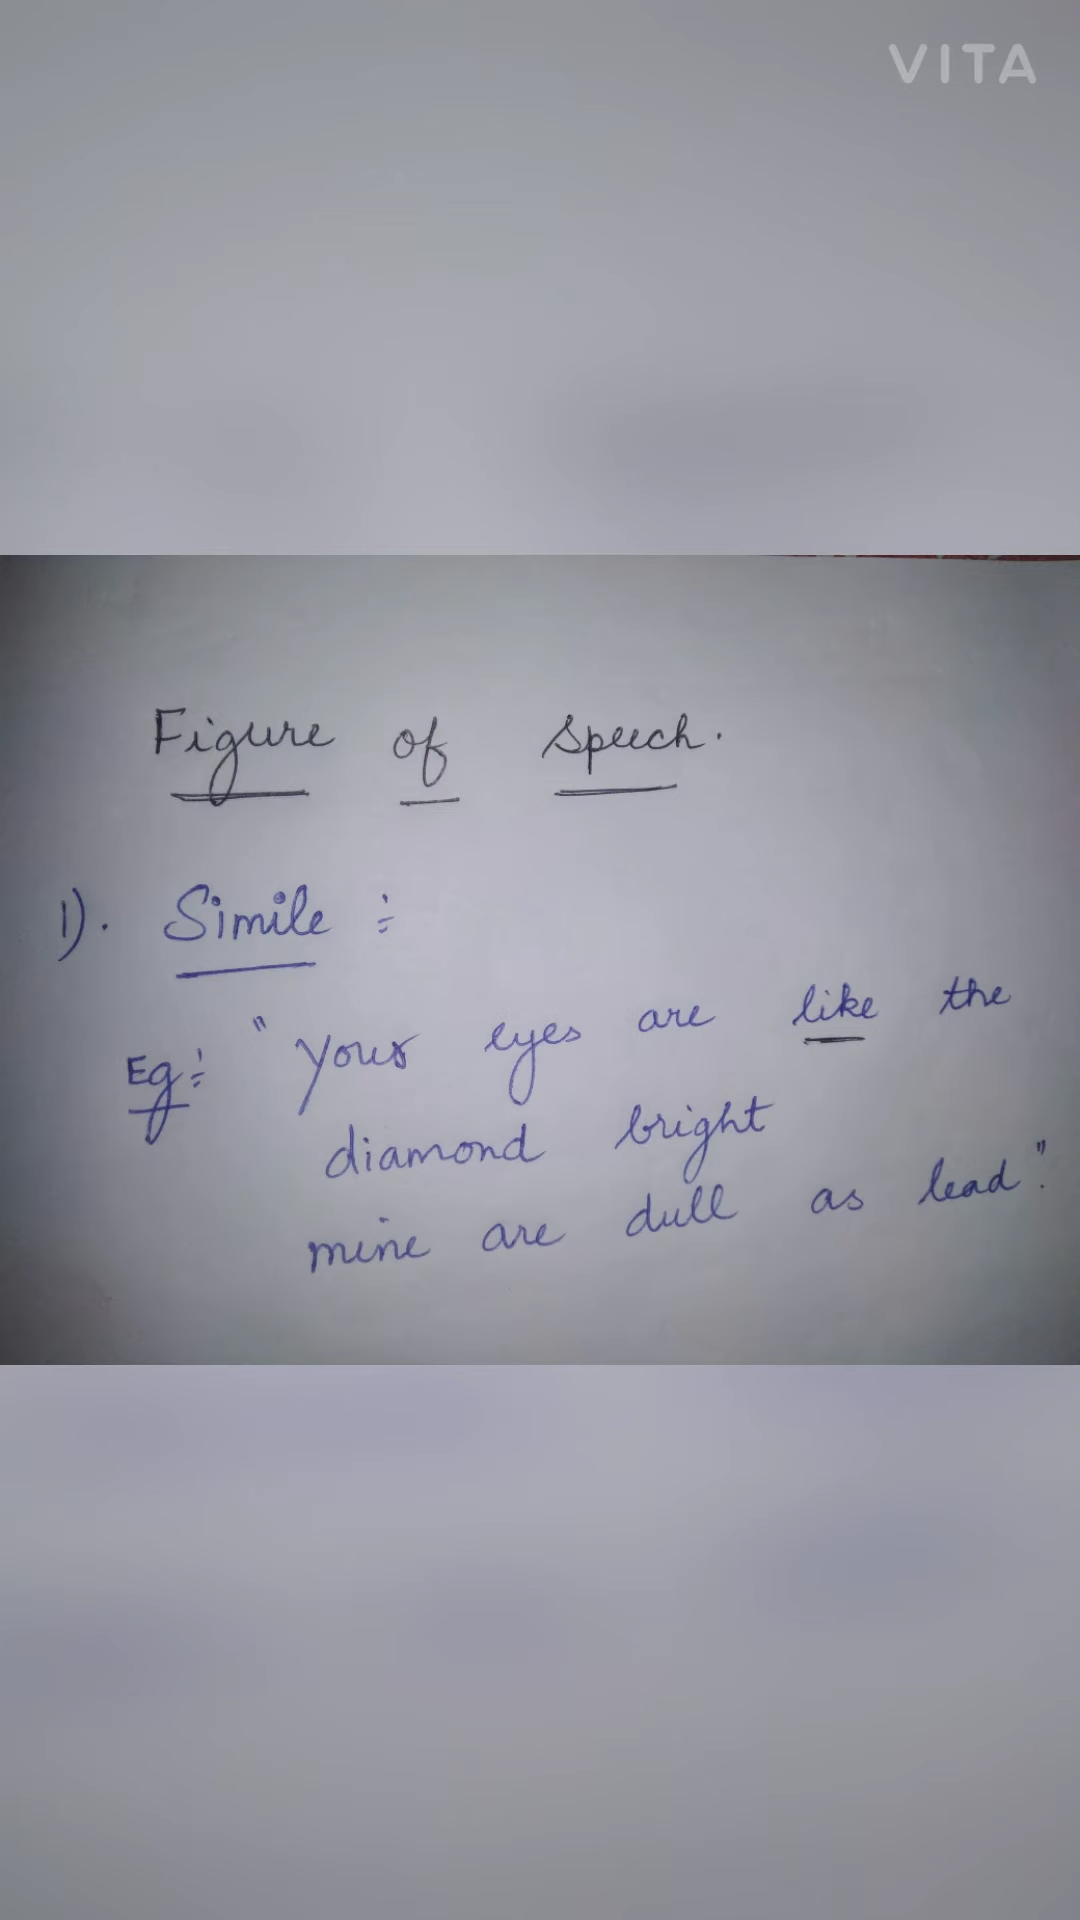 VITA
Figure of Speech.
1). Simile :-
Eg:- "Your eyes are like the
diamond bright
mine are dull as lead".